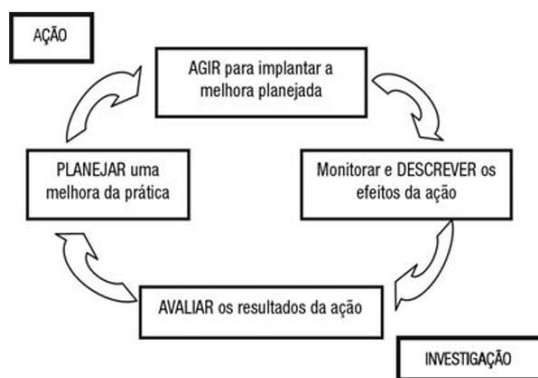 AÇÃO
AGIR para implantar a
melhora planejada
PLANEJAR uma
melhora da prática
Monitorar e DESCREVER os
efeitos da ação
AVALIAR os resultados da ação
INVESTIGAÇÃO